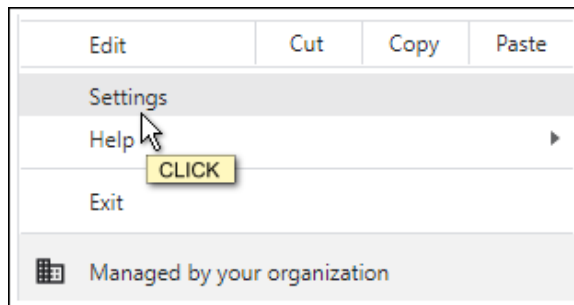 Edit Cut Copy Paste
Settings
Help
CLICK
Exit
Managed by your organization